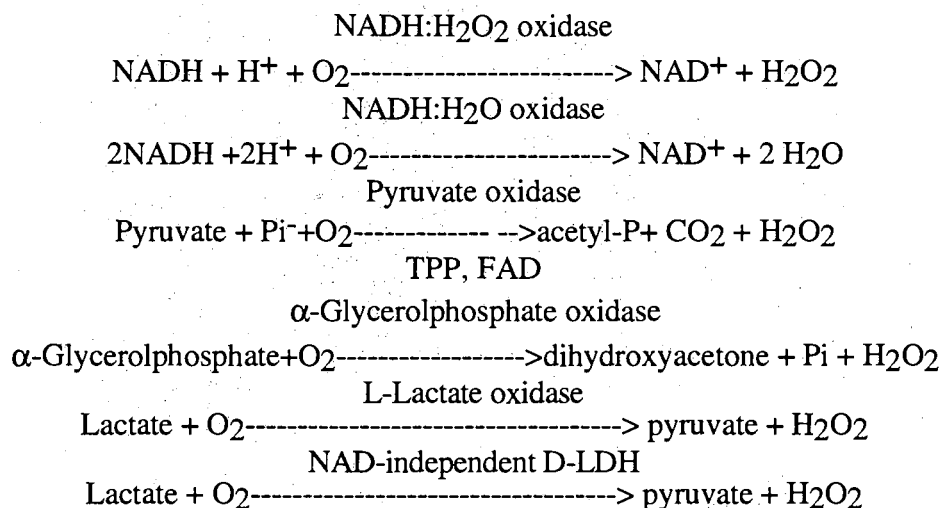 NADH:H2O2 oxidase
NADH + H+ + O2--------------------------> NAD+ + H2O2
NADH:H2O oxidase
2NADH +2H+ + O2------------------------> NAD+ + 2 H2O
Pyruvate oxidase
Pyruvate + Pi-+O2------------- -->acetyl-P+ CO2 + H2O2
TPP, FAD
α-Glycerolphosphate oxidase
α-Glycerolphosphate+O2------------------->dihydroxyacetone + Pi + H2O2
L-Lactate oxidase
Lactate + O2--------------------------------------> pyruvate + H2O2
NAD-independent D-LDH
Lactate + O2-------------------------------------> pyruvate + H2O2